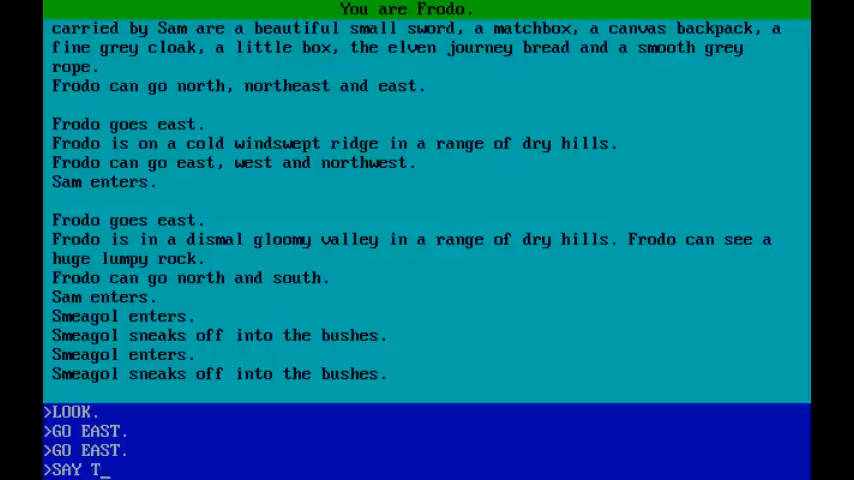 You are Frodo.
carried by Sam are a beautiful small sword, a matchbox, a canvas backpack, a
fine grey cloak, a little box, the elven journey bread and a smooth grey
rope.
Frodo can go north, northeast and east.
Frodo goes east.
Frodo is on a cold windswept ridge in a range of dry hills.
Frodo can go east, west and northwest.
Sam enters.
Frodo goes east.
Frodo is in a dismal gloomy valley in a range of dry hills. Frodo can see a
huge lumpy rock.
Frodo can go north and south.
Sam enters.
Smeagol enters.
Smeagol sneaks off into the bushes.
Smeagol enters.
Smeagol sneaks off into the bushes.
>LOOK.
>GO EAST.
>GO EAST.
>SAY T_